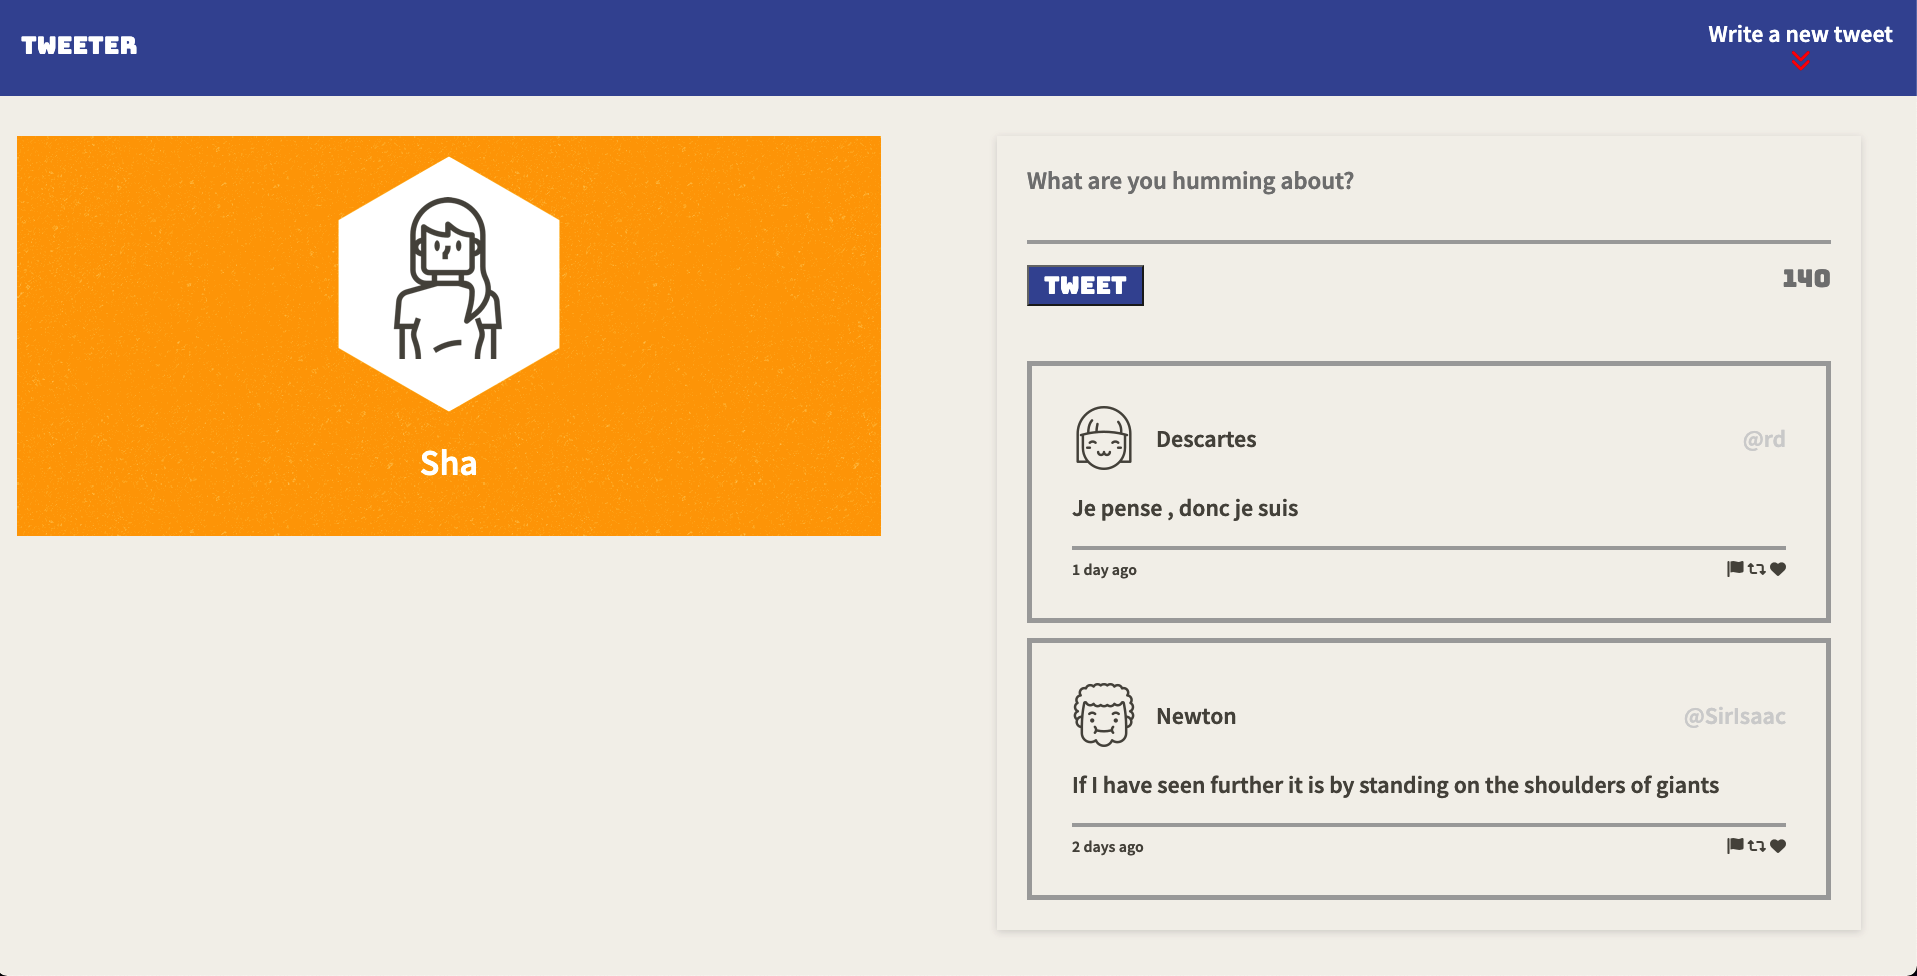 TWEETER
Write a new tweet
Sha
What are you humming about?
TWEET
140
Descartes
@rd
Je pense , donc je suis
1 day ago
Newton
@SirIsaac
If I have seen further it is by standing on the shoulders of giants
2 days ago